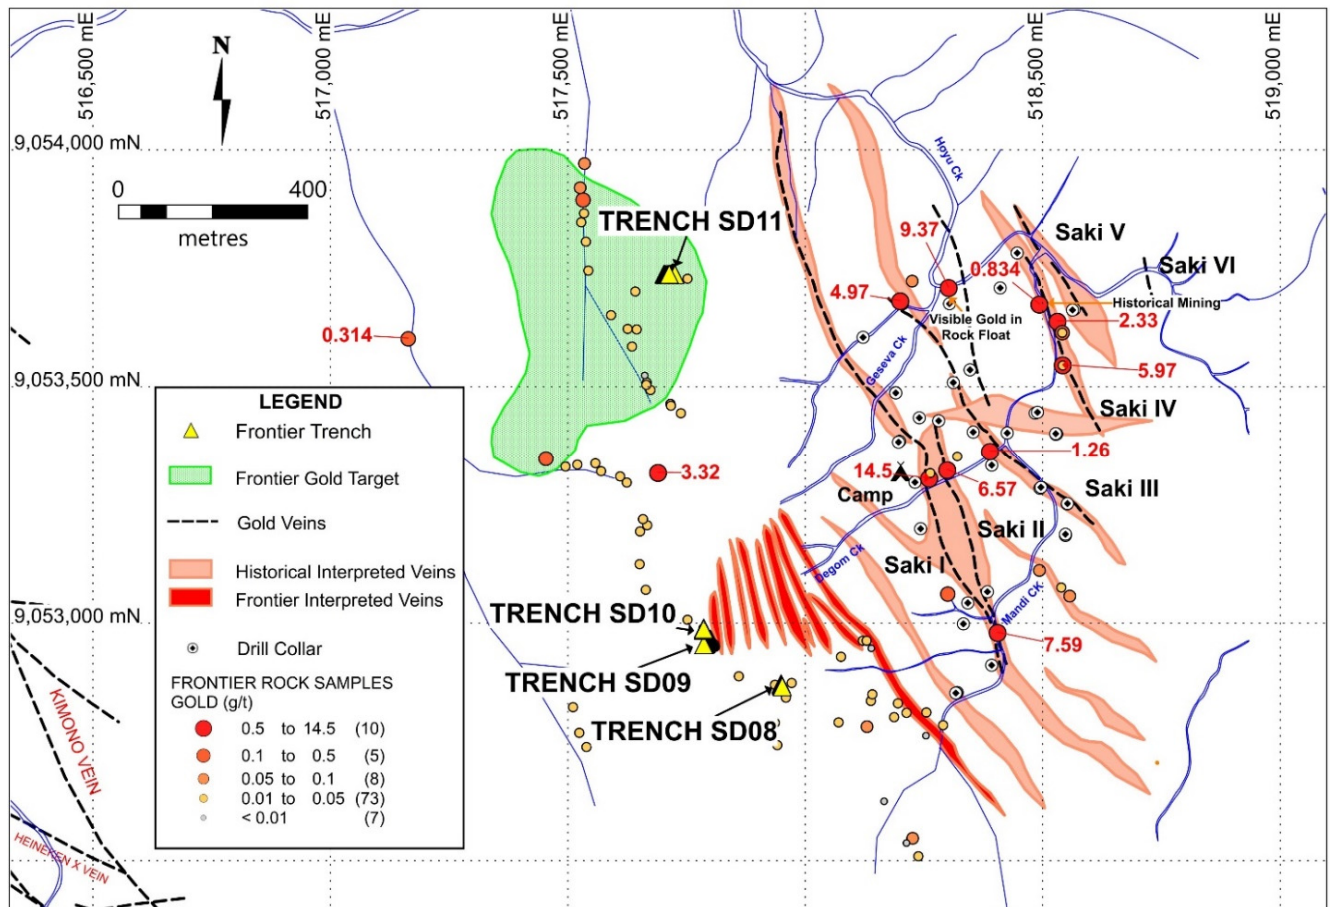 516,500 mE
517,000 mE
517,500 mE
518,500 mE
519,000 mE
N
9,054,000 mN
0 400
metres
Hoyu Ck
TRENCH SD11
9.37
Saki V
0.834
Saki VI
4.97
Historical Mining
Visible Gold in
Rock Float
2.33
0.314
Geseva Ck
5.97
9,053,500 mN
LEGEND
Frontier Trench
Frontier Gold Target
Gold Veins
Historical Interpreted Veins
Frontier Interpreted Veins
Drill Collar
FRONTIER ROCK SAMPLES
GOLD (g/t)
0.5 to 14.5 (10)
0.1 to 0.5 (5)
0.05 to 0.1 (8)
0.01 to 0.05 (73)
< 0.01 (7)
Saki IV
1.26
3.32
14.5
6.57
Camp
Saki III
Saki II
Degom Ck
Saki I
Mandi CK
9,053,000 mN
TRENCH SD10
7.59
TRENCH SD09
TRENCH SD08
KIMONO VEIN
HEINEKEN X VEIN